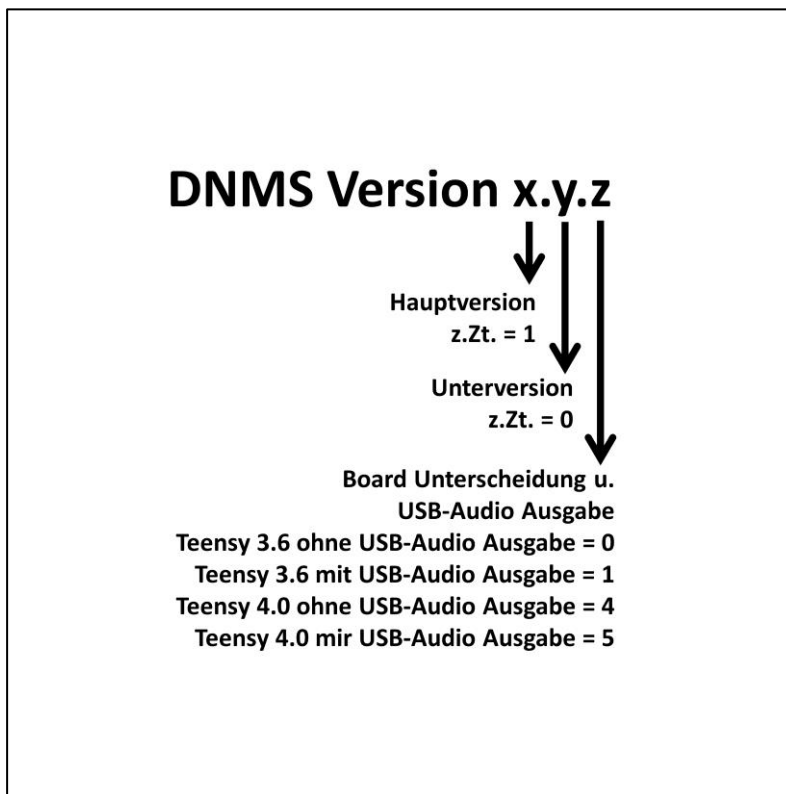 DNMS Version x.y.z
Hauptversion
z.Zt. = 1
Unterversion
z.Zt. = 0
Board Unterscheidung u.
USB-Audio Ausgabe
Teensy 3.6 ohne USB-Audio Ausgabe = 0
Teensy 3.6 mit USB-Audio Ausgabe = 1
Teensy 4.0 ohne USB-Audio Ausgabe = 4
Teensy 4.0 mir USB-Audio Ausgabe = 5